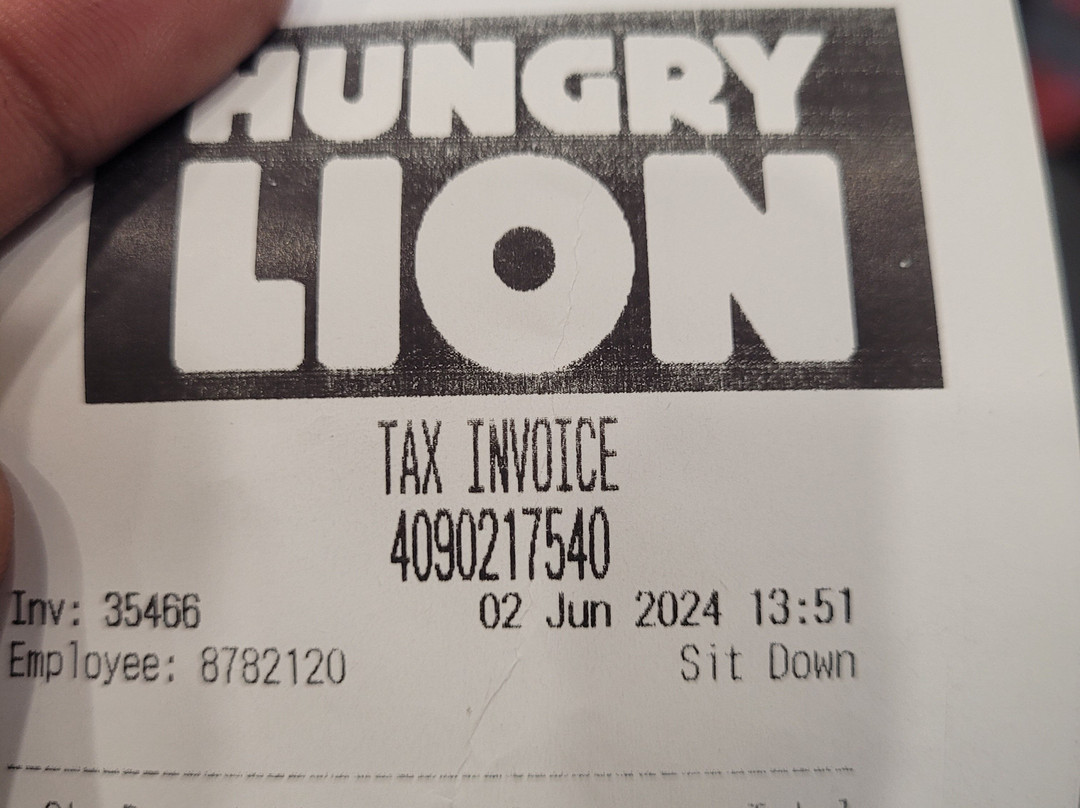 HUNGRY
LION
TAX INVOICE
4090217540
Inv: 35466 02 Jun 2024 13:51
Employee: 8782120 Sit Down